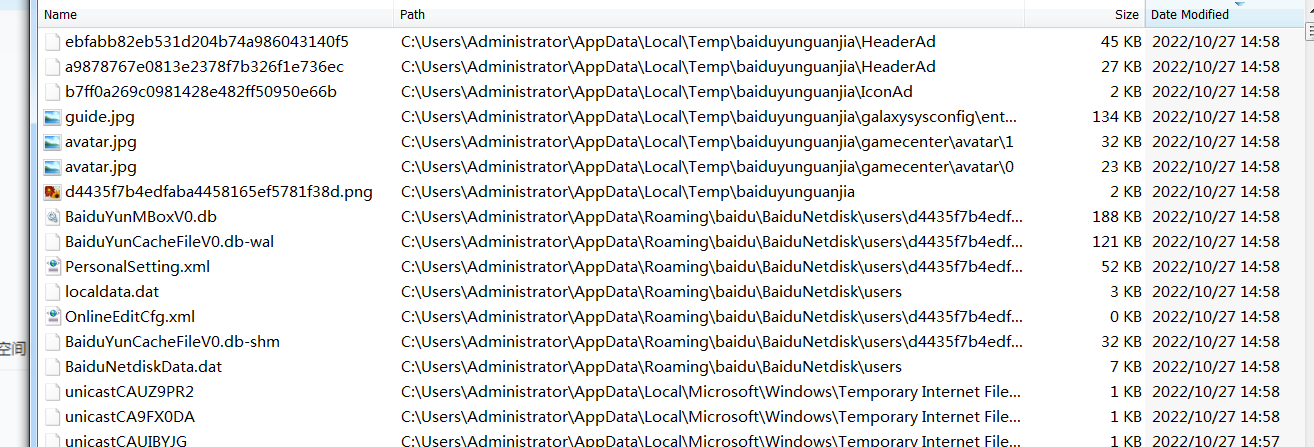 Name Path Size Date Modified
ebfabb82eb531d204b74a986043140f5 C:\Users\Administrator\AppData\Local\Temp\baiduyunguanjia\HeaderAd 45 KB 2022/10/27 14:58
a9878767e0813e2378f7b326f1e736ec C:\Users\Administrator\AppData\Local\Temp\baiduyunguanjia\HeaderAd 27 KB 2022/10/27 14:58
b7ff0a269c0981428e482ff50950e66b C:\Users\Administrator\AppData\Local\Temp\baiduyunguanjia\IconAd 2 KB 2022/10/27 14:58
guide.jpg C:\Users\Administrator\AppData\Local\Temp\baiduyunguanjia\galaxysysconfig\ent... 134 KB 2022/10/27 14:58
avatar.jpg C:\Users\Administrator\AppData\Local\Temp\baiduyunguanjia\gamecenter\avatar\1 32 KB 2022/10/27 14:58
avatar.jpg C:\Users\Administrator\AppData\Local\Temp\baiduyunguanjia\gamecenter\avatar\0 23 KB 2022/10/27 14:58
d4435f7b4edfaba4458165ef5781f38d.png C:\Users\Administrator\AppData\Local\Temp\baiduyunguanjia 2 KB 2022/10/27 14:58
BaiduYunMBoxV0.db C:\Users\Administrator\AppData\Roaming\baidu\BaiduNetdisk\users\d4435f7b4edf... 188 KB 2022/10/27 14:58
BaiduYunCacheFileV0.db-wal C:\Users\Administrator\AppData\Roaming\baidu\BaiduNetdisk\users\d4435f7b4edf... 121 KB 2022/10/27 14:58
PersonalSetting.xml C:\Users\Administrator\AppData\Roaming\baidu\BaiduNetdisk\users\d4435f7b4edf... 52 KB 2022/10/27 14:58
localdata.dat C:\Users\Administrator\AppData\Roaming\baidu\BaiduNetdisk\users 3 KB 2022/10/27 14:58
OnlineEditCfg.xml C:\Users\Administrator\AppData\Roaming\baidu\BaiduNetdisk\users\d4435f7b4edf... 0 KB 2022/10/27 14:58
空间 BaiduYunCacheFileV0.db-shm C:\Users\Administrator\AppData\Roaming\baidu\BaiduNetdisk\users\d4435f7b4edf... 32 KB 2022/10/27 14:58
BaiduNetdiskData.dat C:\Users\Administrator\AppData\Roaming\baidu\BaiduNetdisk\users 7 KB 2022/10/27 14:58
unicastCAUZ9PR2 C:\Users\Administrator\AppData\Local\Microsoft\Windows\Temporary Internet File... 1 KB 2022/10/27 14:58
unicastCA9FX0DA C:\Users\Administrator\AppData\Local\Microsoft\Windows\Temporary Internet File... 1 KB 2022/10/27 14:58
unicastCAUIBYJG C:\Users\Administrator\AppData\Local\Microsoft\Windows\Temporary Internet File... 1 KB 2022/10/27 14:57